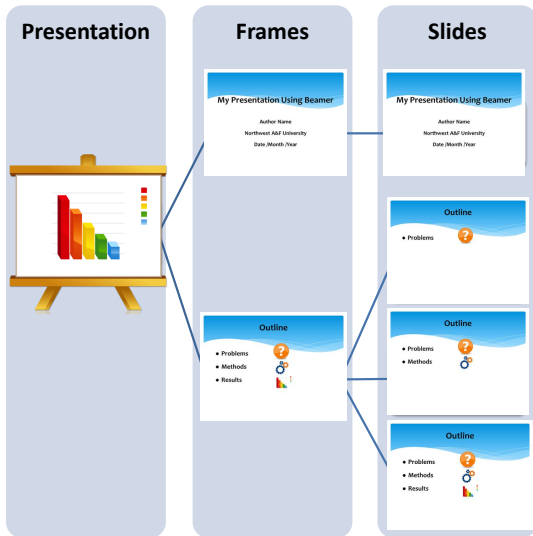 Presentation
Frames
Slides
My Presentation Using Beamer
Author Name
Northwest A&F University
Date /Month /Year
My Presentation Using Beamer
Author Name
Northwest A&F University
Date /Month /Year
Outline
• Problems
?
Outline
• Problems
?
• Methods
• Results
Outline
• Problems
?
• Methods
Outline
• Problems
?
• Methods
• Results